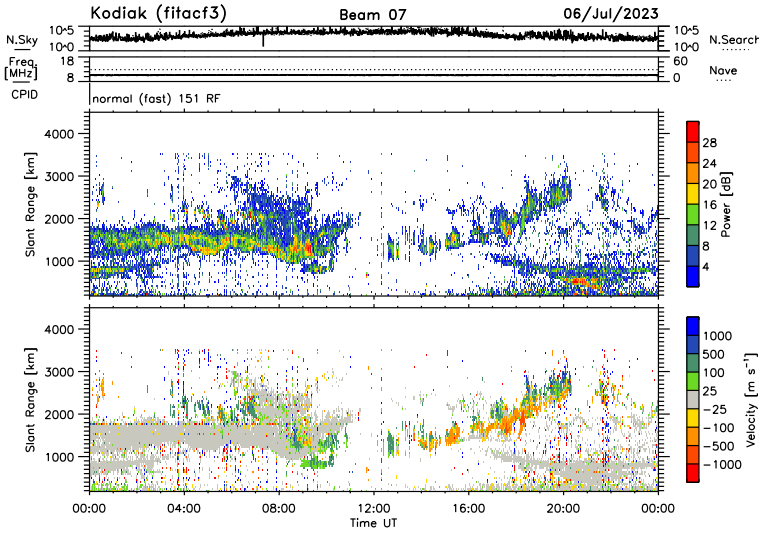 Kodiak (fitacf3) Beam 07 06/Jul/2023
N.Sky 10^5 10^0 10^5 10^0 N.Search
Freq. [MHz] 18 8 60 0 Nave
CPID normal (fast) 151 RF
Slant Range [km]
4000
3000
2000
1000
28
24
20
16
12
8
4
Power [dB]
Slant Range [km]
4000
3000
2000
1000
1000
500
100
25
−25
−100
−500
−1000
Velocity [m s⁻¹]
00:00 04:00 08:00 12:00 16:00 20:00 00:00
Time UT